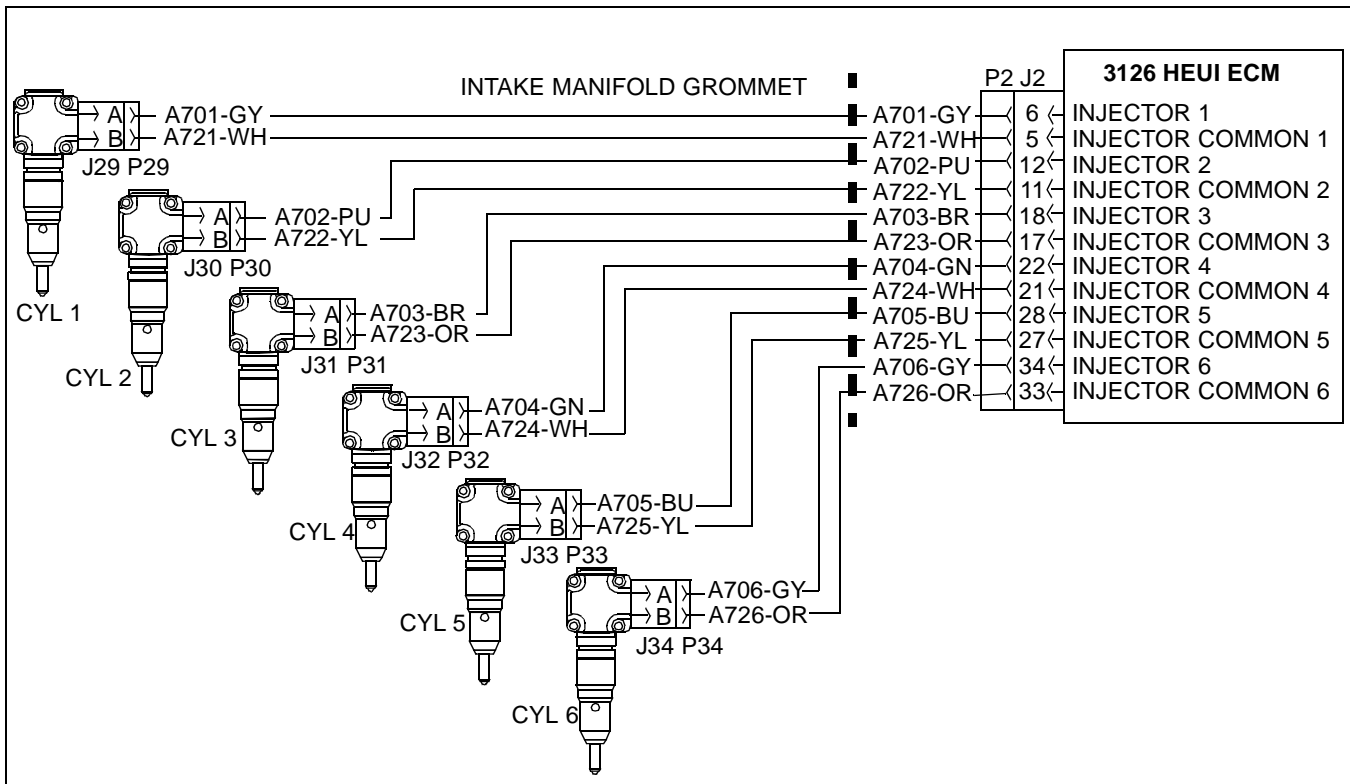 INTAKE MANIFOLD GROMMET
P2 J2
3126 HEUI ECM
A A701-GY
B A721-WH
J29 P29
CYL 1
A A702-PU
B A722-YL
J30 P30
CYL 2
A A703-BR
B A723-OR
J31 P31
CYL 3
A A704-GN
B A724-WH
J32 P32
CYL 4
A A705-BU
B A725-YL
J33 P33
CYL 5
A A706-GY
B A726-OR
J34 P34
CYL 6
A701-GY 6 INJECTOR 1
A721-WH 5 INJECTOR COMMON 1
A702-PU 12 INJECTOR 2
A722-YL 11 INJECTOR COMMON 2
A703-BR 18 INJECTOR 3
A723-OR 17 INJECTOR COMMON 3
A704-GN 22 INJECTOR 4
A724-WH 21 INJECTOR COMMON 4
A705-BU 28 INJECTOR 5
A725-YL 27 INJECTOR COMMON 5
A706-GY 34 INJECTOR 6
A726-OR 33 INJECTOR COMMON 6